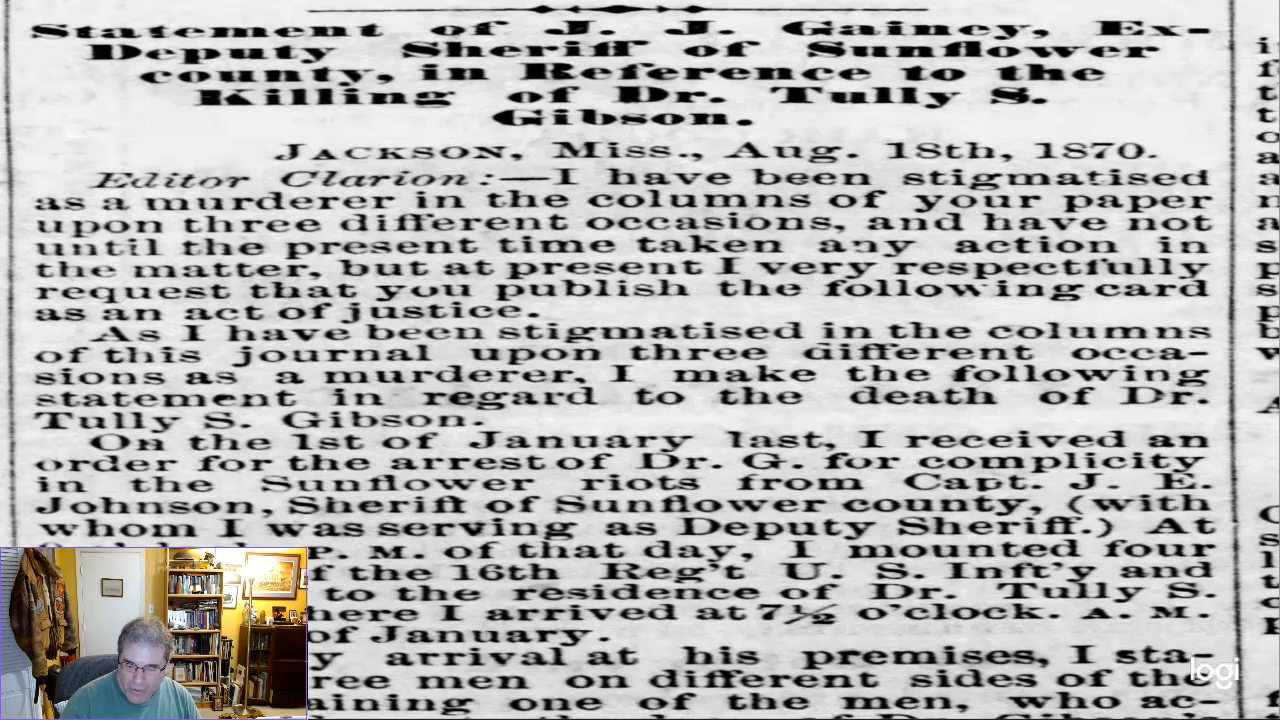 Statement of J. J. Gainey, Ex-
Deputy Sheriff of Sunflower
county, in Reference to the
Killing of Dr. Tully S.
Gibson.
JACKSON, Miss., Aug. 18th, 1870.
Editor Clarion:—I have been stigmatised
as a murderer in the columns of your paper
upon three different occasions, and have not
until the present time taken any action in
the matter, but at present I very respectfully
request that you publish the following card
as an act of justice.
As I have been stigmatised in the columns
of this journal upon three different occa-
sions as a murderer, I make the following
statement in regard to the death of Dr.
Tully S. Gibson.
On the 1st of January last, I received an
order for the arrest of Dr. G. for complicity
in the Sunflower riots from Capt. J. E.
Johnson, Sheriff of Sunflower county, (with
whom I was serving as Deputy Sheriff.) At
P. M. of that day, I mounted four
f the 16th Reg't U. S. Inft'y and
to the residence of Dr. Tully S.
here I arrived at 7½ o'clock. A. M.
of January.
y arrival at his premises, I sta-
ree men on different sides of the
aining one of the men, who ac-
logi